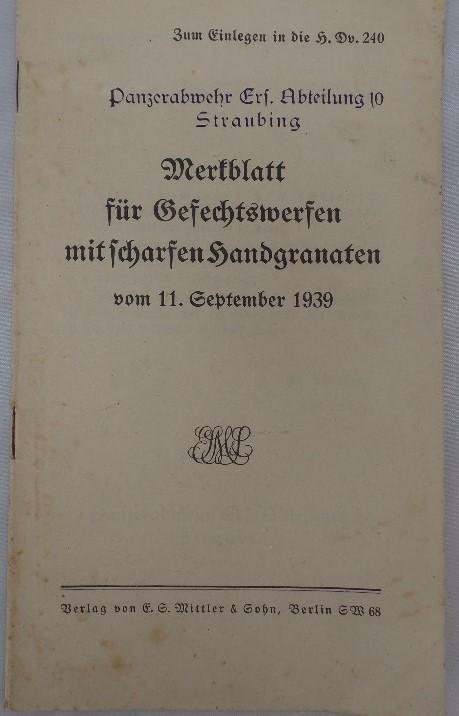 Zum Einlegen in die H. Dv. 240
Panzerabwehr Ers. Abteilung 10
Straubing
Merkblatt
für Gefechtswerfen
mit scharfen Handgranaten
vom 11. September 1939
Verlag von E. S. Mittler & Sohn, Berlin SW 68